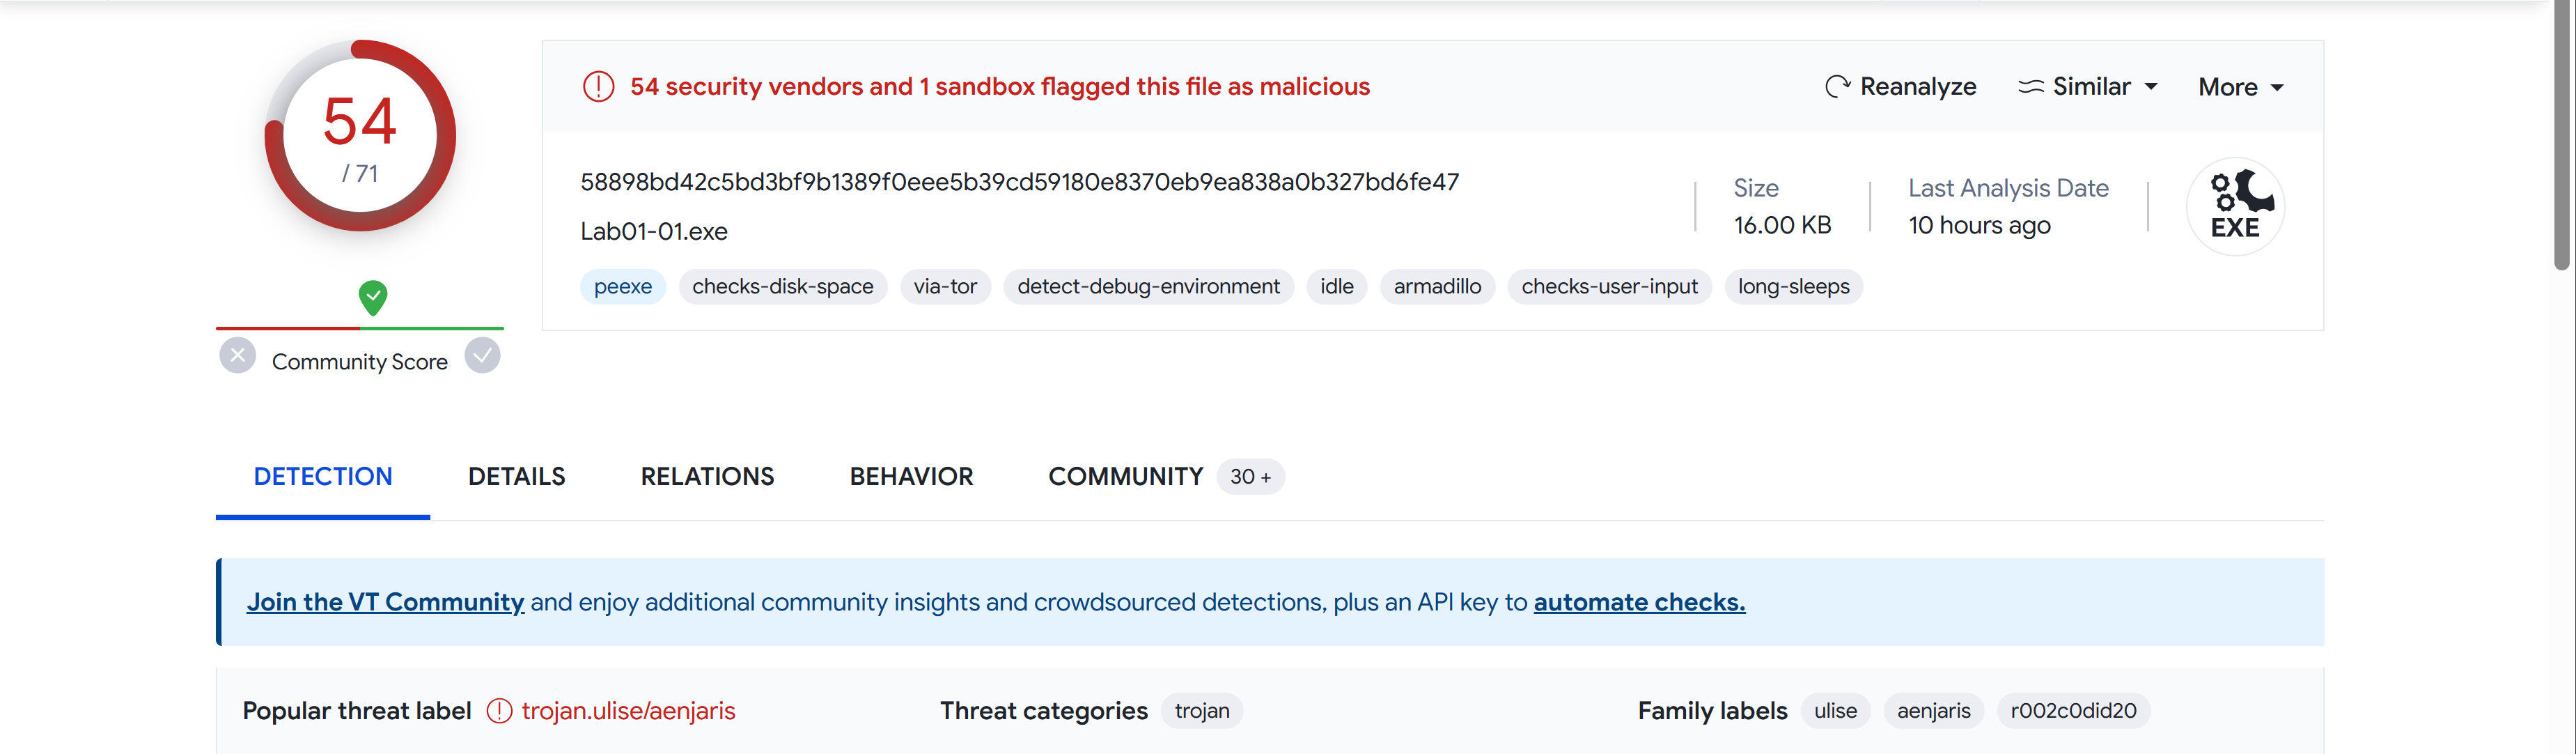 54
/ 71
Community Score
54 security vendors and 1 sandbox flagged this file as malicious
Reanalyze
Similar
More
58898bd42c5bd3bf9b1389f0eee5b39cd59180e8370eb9ea838a0b327bd6fe47
Lab01-01.exe
Size
16.00 KB
Last Analysis Date
10 hours ago
EXE
peexe checks-disk-space via-tor detect-debug-environment idle armadillo checks-user-input long-sleeps
DETECTION DETAILS RELATIONS BEHAVIOR COMMUNITY 30 +
Join the VT Community and enjoy additional community insights and crowdsourced detections, plus an API key to automate checks.
Popular threat label trojan.ulise/aenjaris Threat categories trojan Family labels ulise aenjaris r002c0did20